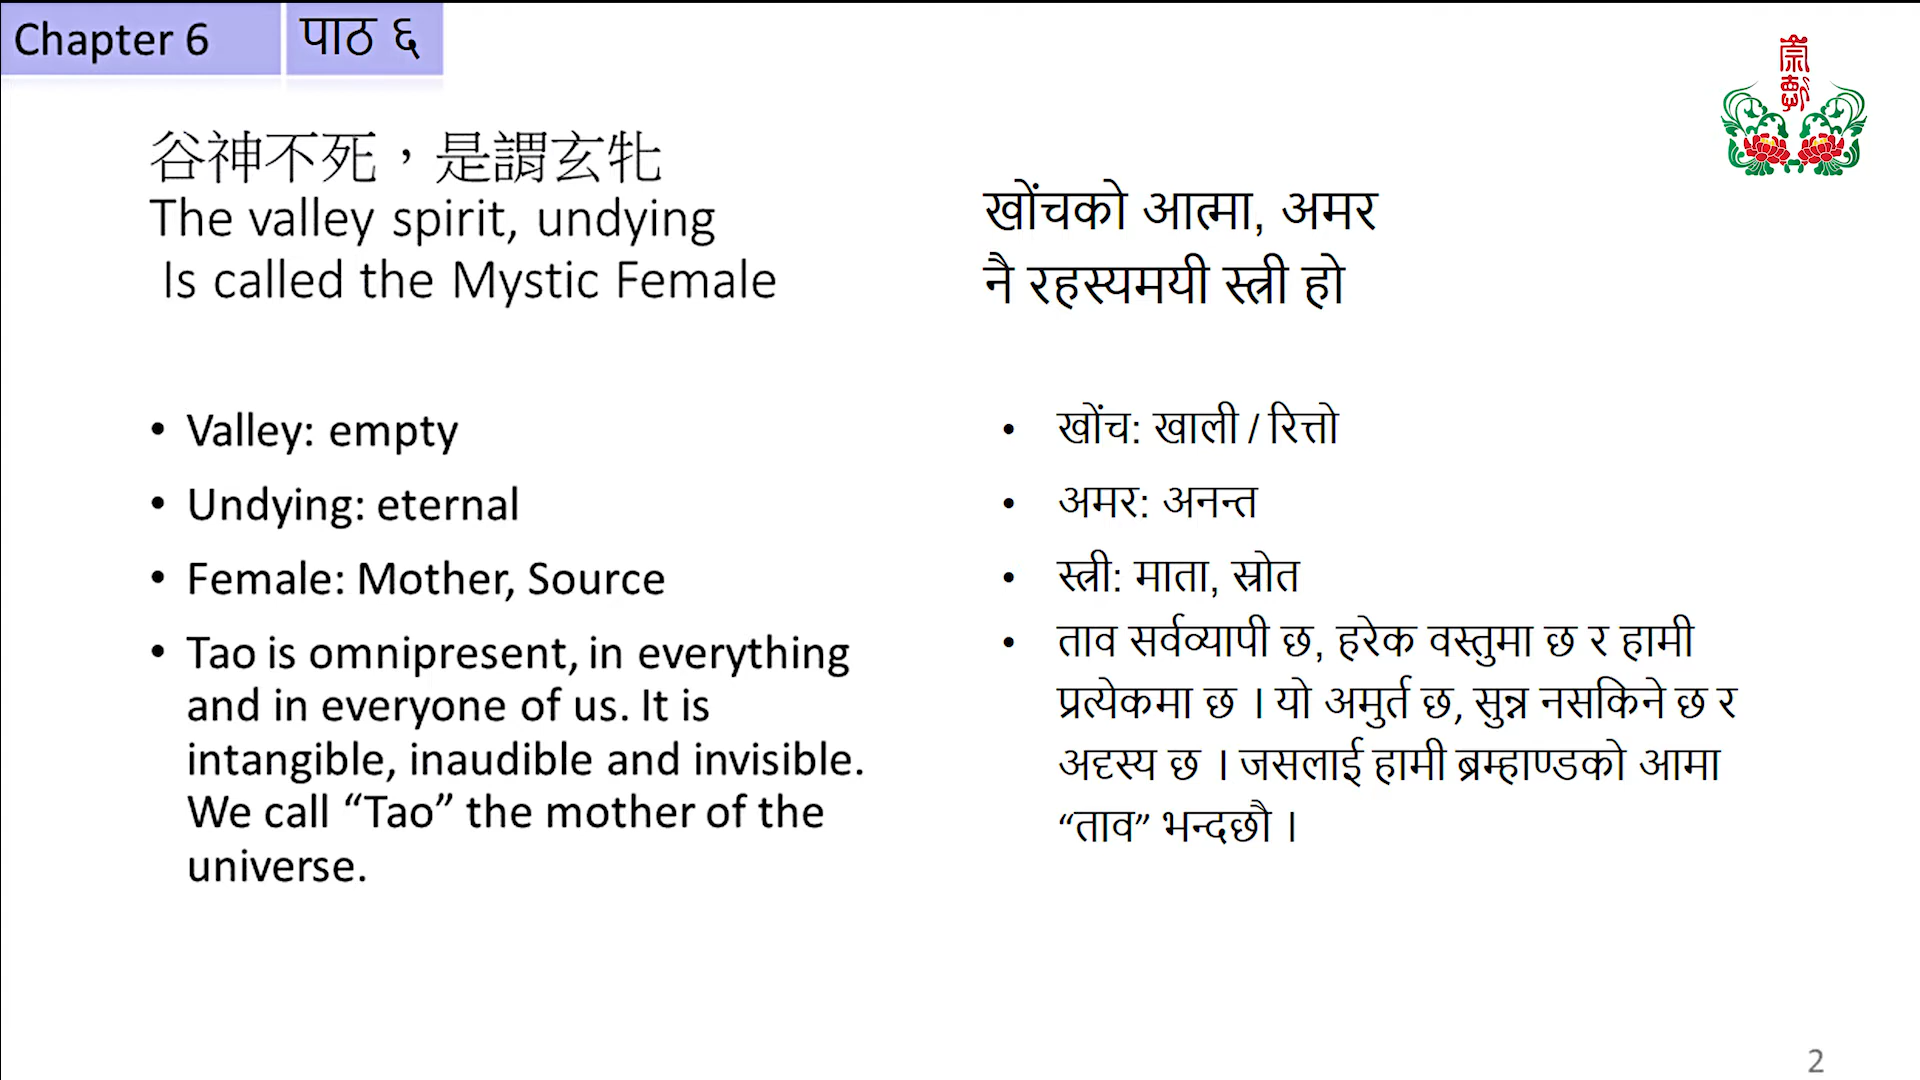 Chapter 6
पाठ ६
谷神不死，是謂玄牝
The valley spirit, undying
Is called the Mystic Female
• Valley: empty
• Undying: eternal
• Female: Mother, Source
• Tao is omnipresent, in everything
and in everyone of us. It is
intangible, inaudible and invisible.
We call “Tao” the mother of the
universe.
खोंचको आत्मा, अमर
नै रहस्यमयी स्त्री हो
• खोंच: खाली / रित्तो
• अमर: अनन्त
• स्त्री: माता, स्रोत
• ताव सर्वव्यापी छ, हरेक वस्तुमा छ र हामी
प्रत्येकमा छ । यो अमुर्त छ, सुन्न नसकिने छ र
अदृस्य छ । जसलाई हामी ब्रम्हाण्डको आमा
“ताव” भन्दछौ ।
2